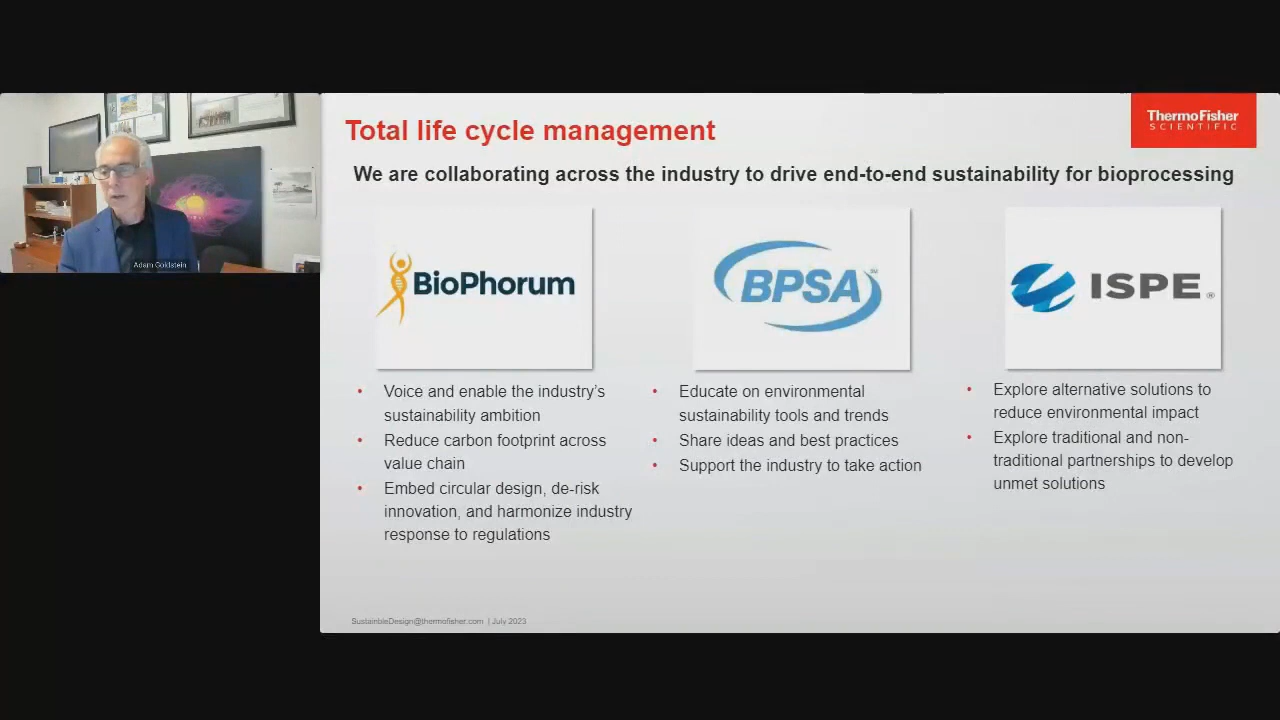 Adam Goldstein
Total life cycle management
ThermoFisher
SCIENTIFIC
We are collaborating across the industry to drive end-to-end sustainability for bioprocessing
BioPhorum
• Voice and enable the industry's
sustainability ambition
• Reduce carbon footprint across
value chain
• Embed circular design, de-risk
innovation, and harmonize industry
response to regulations
BPSA
SM
• Educate on environmental
sustainability tools and trends
• Share ideas and best practices
• Support the industry to take action
ISPE®
• Explore alternative solutions to
reduce environmental impact
• Explore traditional and non-
traditional partnerships to develop
unmet solutions
SustainbleDesign@thermofisher.com | July 2023